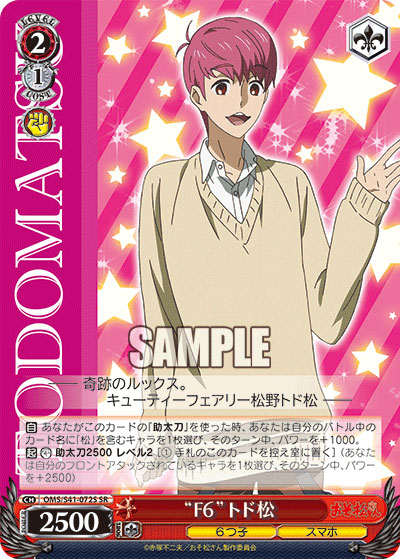 LEVEL
2
1
COST
TODOMATSU
SAMPLE
奇跡のルックス。
キューティーフェアリー松野トド松
自 あなたがこのカードの「助太刀」を使った時、あなたは自分のバトル中の
カード名に「松」を含むキャラを1枚選び、そのターン中、パワーを+1000。
起 助太刀2500 レベル2 [① 手札のこのカードを控え室に置く] (あなた
は自分のフロントアタックされているキャラを1枚選び、そのターン中、パワーを
+2500)
CH OMS/S41-072S SR
POWER
2500
“F6”トド松
おそ松さん
6つ子
スマホ
©赤塚不二夫/おそ松さん製作委員会